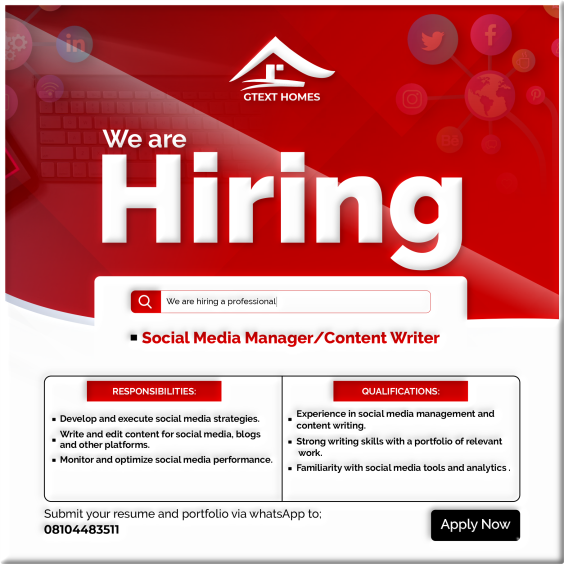 in
GTEXT HOMES
We are
Hiring
We are hiring a professional
Social Media Manager/Content Writer
RESPONSIBILITIES:
Develop and execute social media strategies.
Write and edit content for social media, blogs
and other platforms.
Monitor and optimize social media performance.
QUALIFICATIONS:
Experience in social media management and
content writing.
Strong writing skills with a portfolio of relevant
work.
Familiarity with social media tools and analytics .
Submit your resume and portfolio via whatsApp to;
08104483511
Apply Now